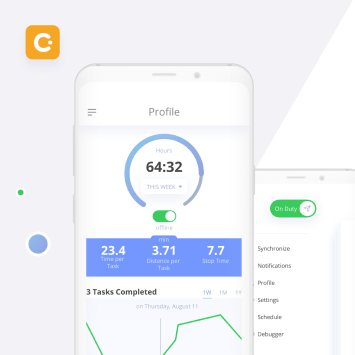 Profile
Hours
64:32
THIS WEEK
offline
min
23.4
3.71
7.7
Time per
Task
Distance per
Task
Stop Time
3 Tasks Completed
1W
1M
1Y
on Thursday, August 11
On Duty
Synchronize
Notifications
Profile
Settings
Schedule
Debugger